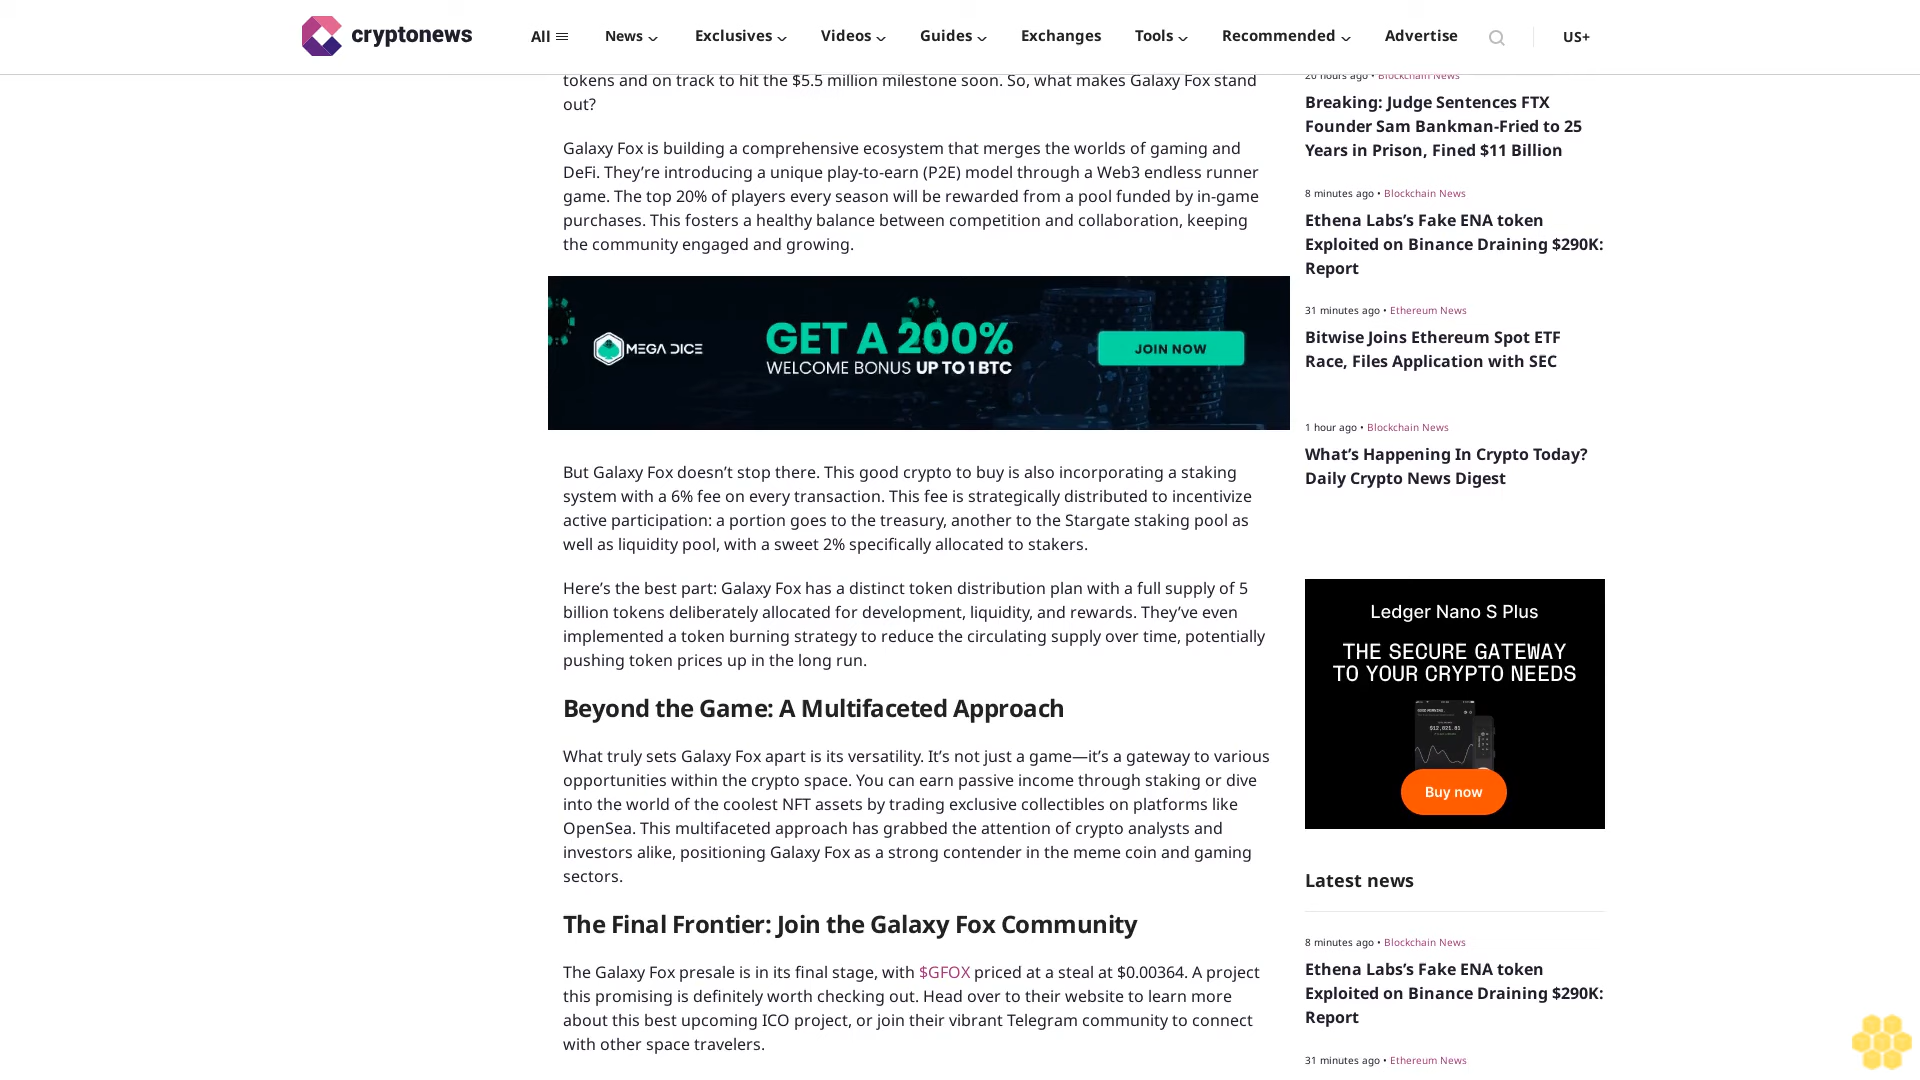 cryptonews
All
News
Exclusives
Videos
Guides
Exchanges
Tools
Recommended
Advertise
US+
tokens and on track to hit the $5.5 million milestone soon. So, what makes Galaxy Fox stand
out?
Galaxy Fox is building a comprehensive ecosystem that merges the worlds of gaming and
DeFi. They’re introducing a unique play-to-earn (P2E) model through a Web3 endless runner
game. The top 20% of players every season will be rewarded from a pool funded by in-game
purchases. This fosters a healthy balance between competition and collaboration, keeping
the community engaged and growing.
MEGA DICE
GET A 200%
WELCOME BONUS UP TO 1 BTC
JOIN NOW
But Galaxy Fox doesn’t stop there. This good crypto to buy is also incorporating a staking
system with a 6% fee on every transaction. This fee is strategically distributed to incentivize
active participation: a portion goes to the treasury, another to the Stargate staking pool as
well as liquidity pool, with a sweet 2% specifically allocated to stakers.
Here’s the best part: Galaxy Fox has a distinct token distribution plan with a full supply of 5
billion tokens deliberately allocated for development, liquidity, and rewards. They’ve even
implemented a token burning strategy to reduce the circulating supply over time, potentially
pushing token prices up in the long run.
Beyond the Game: A Multifaceted Approach
What truly sets Galaxy Fox apart is its versatility. It’s not just a game—it’s a gateway to various
opportunities within the crypto space. You can earn passive income through staking or dive
into the world of the coolest NFT assets by trading exclusive collectibles on platforms like
OpenSea. This multifaceted approach has grabbed the attention of crypto analysts and
investors alike, positioning Galaxy Fox as a strong contender in the meme coin and gaming
sectors.
The Final Frontier: Join the Galaxy Fox Community
The Galaxy Fox presale is in its final stage, with $GFOX priced at a steal at $0.00364. A project
this promising is definitely worth checking out. Head over to their website to learn more
about this best upcoming ICO project, or join their vibrant Telegram community to connect
with other space travelers.
20 hours ago • Blockchain News
Breaking: Judge Sentences FTX
Founder Sam Bankman-Fried to 25
Years in Prison, Fined $11 Billion
8 minutes ago • Blockchain News
Ethena Labs’s Fake ENA token
Exploited on Binance Draining $290K:
Report
31 minutes ago • Ethereum News
Bitwise Joins Ethereum Spot ETF
Race, Files Application with SEC
1 hour ago • Blockchain News
What’s Happening In Crypto Today?
Daily Crypto News Digest
Ledger Nano S Plus
THE SECURE GATEWAY
TO YOUR CRYPTO NEEDS
$12,821.81
Buy now
Latest news
8 minutes ago • Blockchain News
Ethena Labs’s Fake ENA token
Exploited on Binance Draining $290K:
Report
31 minutes ago • Ethereum News